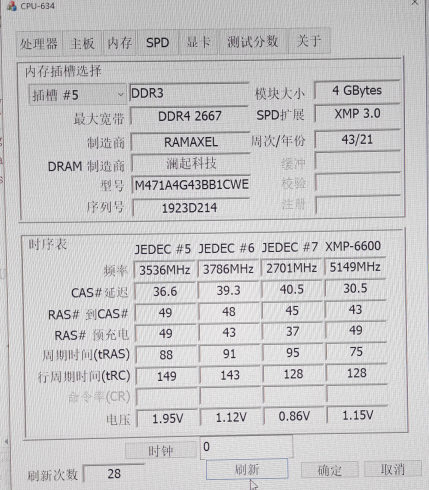 CPU-634
处理器 主板 内存 SPD 显卡 测试分数 关于
内存插槽选择
插槽 #5 DDR3 模块大小 4 GBytes
最大宽带 DDR4 2667 SPD扩展 XMP 3.0
制造商 RAMAXEL 周次/年份 43/21
DRAM 制造商 澜起科技 缓冲
型号 M471A4G43BB1CWE 校验
序列号 1923D214 注册
时序表
JEDEC #5 JEDEC #6 JEDEC #7 XMP-6600
频率 3536MHz 3786MHz 2701MHz 5149MHz
CAS#延迟 36.6 39.3 40.5 30.5
RAS# 到CAS# 49 48 45 43
RAS# 预充电 49 43 37 49
周期时间(tRAS) 88 91 95 75
行周期时间(tRC) 149 143 128 128
命令率(CR)
电压 1.95V 1.12V 0.86V 1.15V
时钟 0
刷新次数 28 刷新 确定 取消